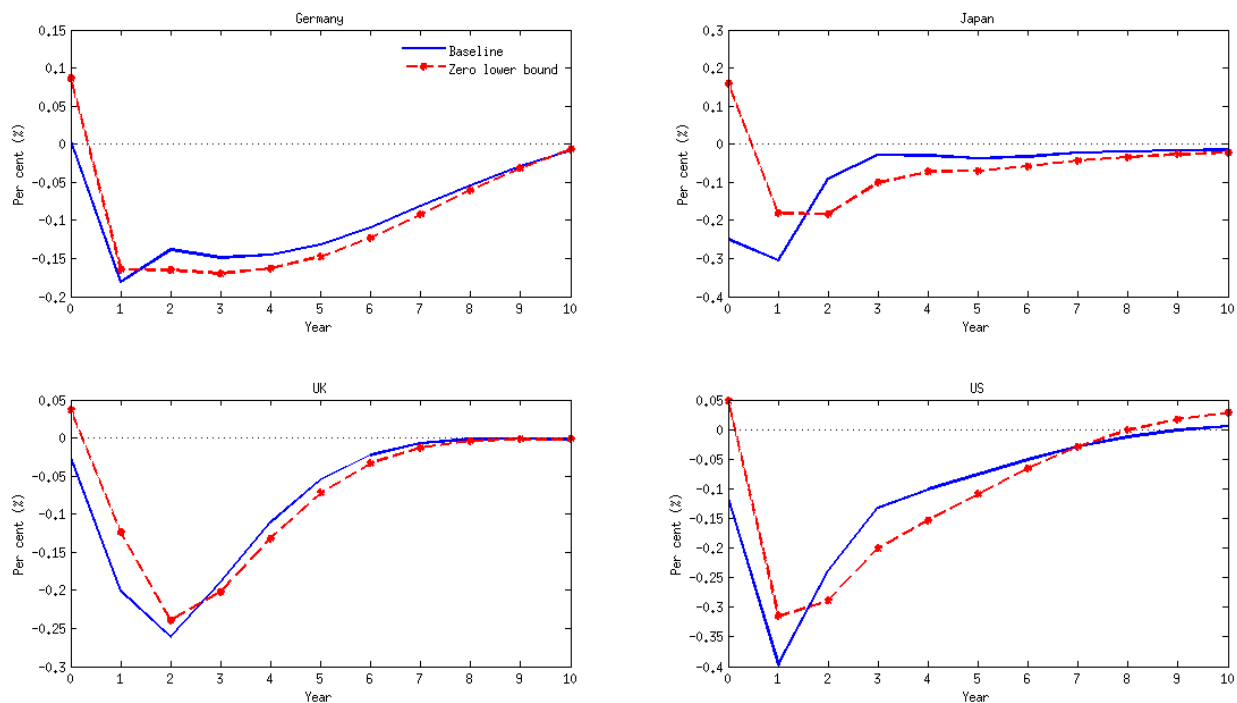 Germany
0.15
0.1
0.05
0
-0.05
-0.1
-0.15
-0.2
Per cent (%)
Baseline
Zero lower bound
0 1 2 3 4 5 6 7 8 9 10
Year
Japan
0.3
0.2
0.1
0
-0.1
-0.2
-0.3
-0.4
Per cent (%)
0 1 2 3 4 5 6 7 8 9 10
Year
UK
0.05
0
-0.05
-0.1
-0.15
-0.2
-0.25
-0.3
Per cent (%)
0 1 2 3 4 5 6 7 8 9 10
Year
US
0.05
0
-0.05
-0.1
-0.15
-0.2
-0.25
-0.3
-0.35
-0.4
Per cent (%)
0 1 2 3 4 5 6 7 8 9 10
Year